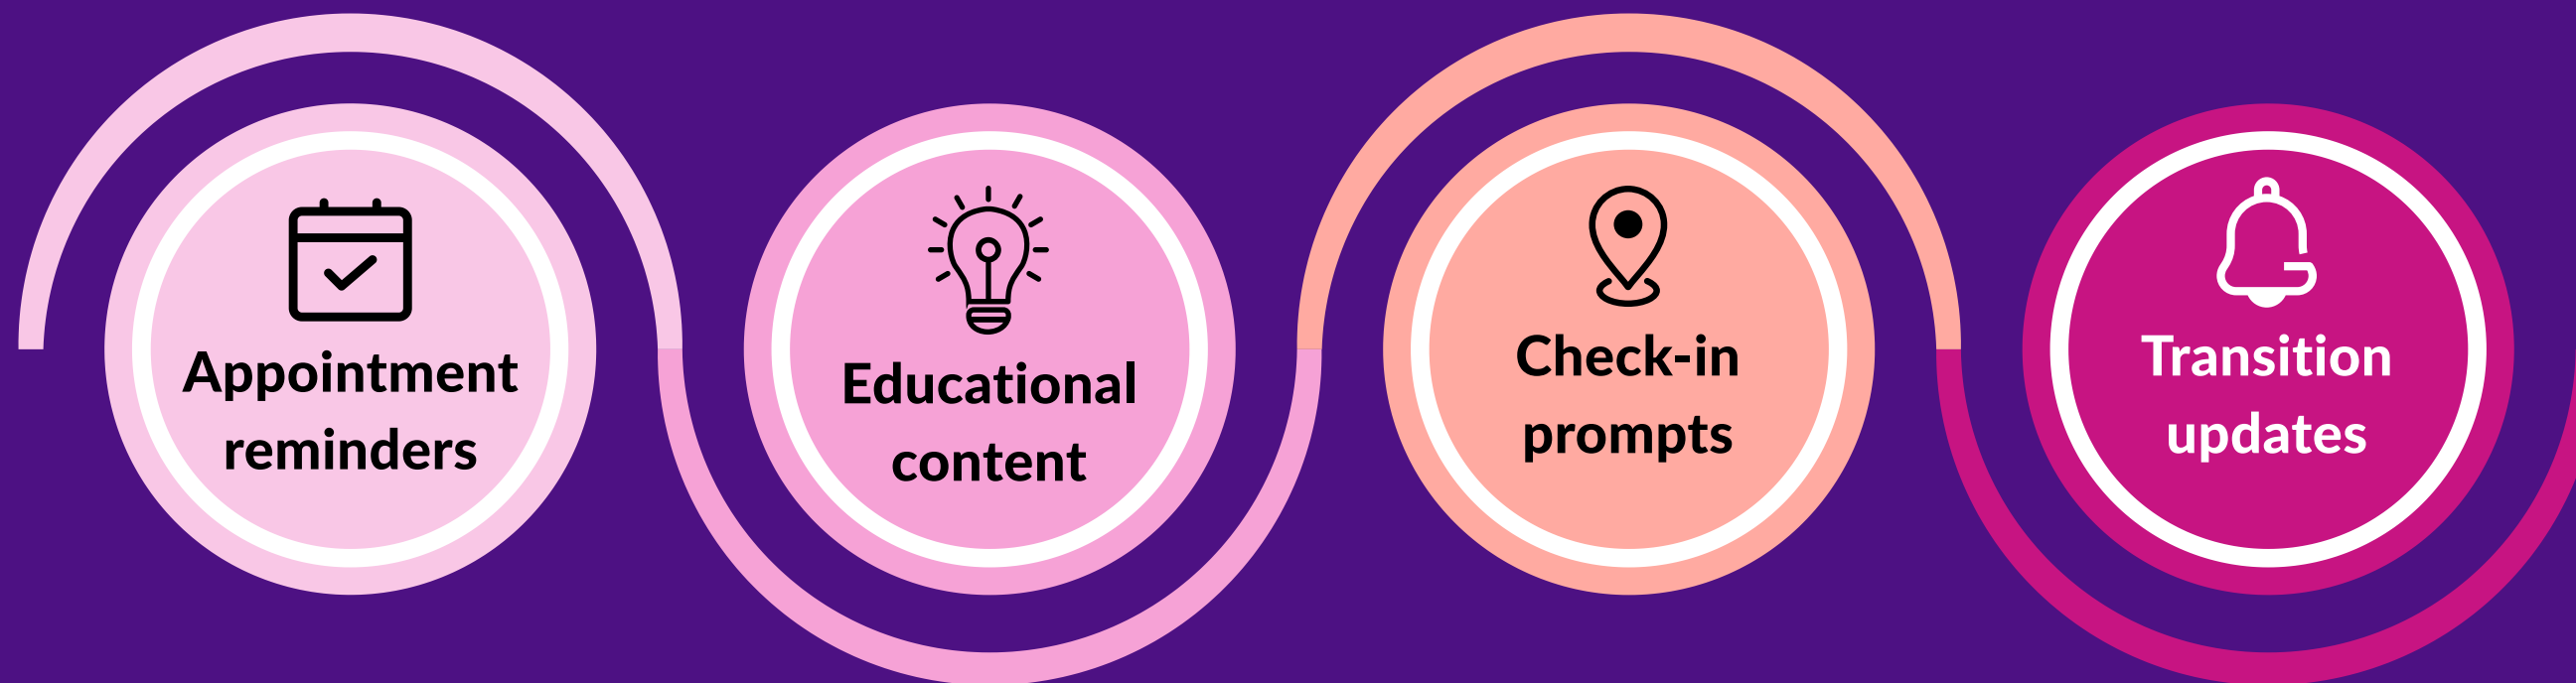 Appointment
reminders
Educational
content
Check-in
prompts
Transition
updates